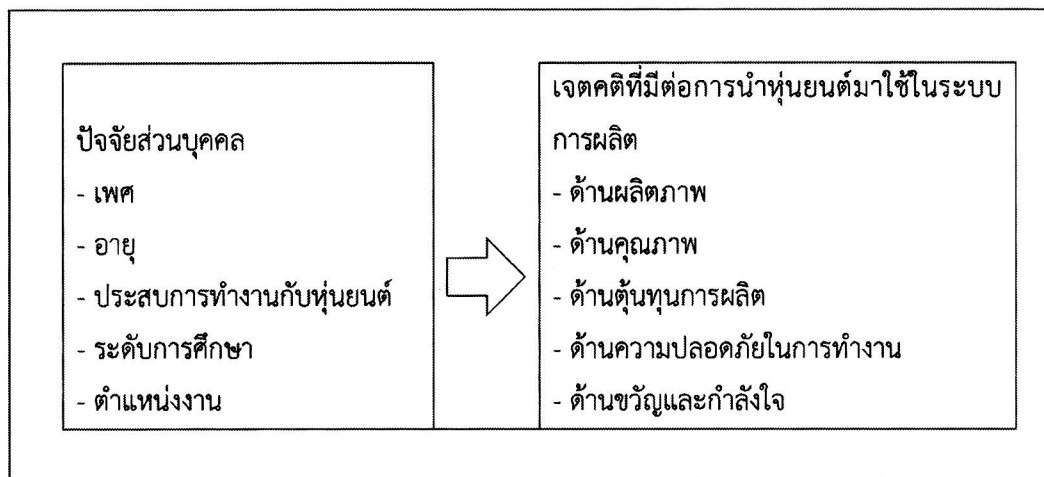 ปัจจัยส่วนบุคคล
- เพศ
- อายุ
- ประสบการทำงานกับหุ่นยนต์
- ระดับการศึกษา
- ตำแหน่งงาน
เจตคติที่มีต่อการนำหุ่นยนต์มาใช้ในระบบ
การผลิต
- ด้านผลิตภาพ
- ด้านคุณภาพ
- ด้านตุ้นทุนการผลิต
- ด้านความปลอดภัยในการทำงาน
- ด้านขวัญและกำลังใจ